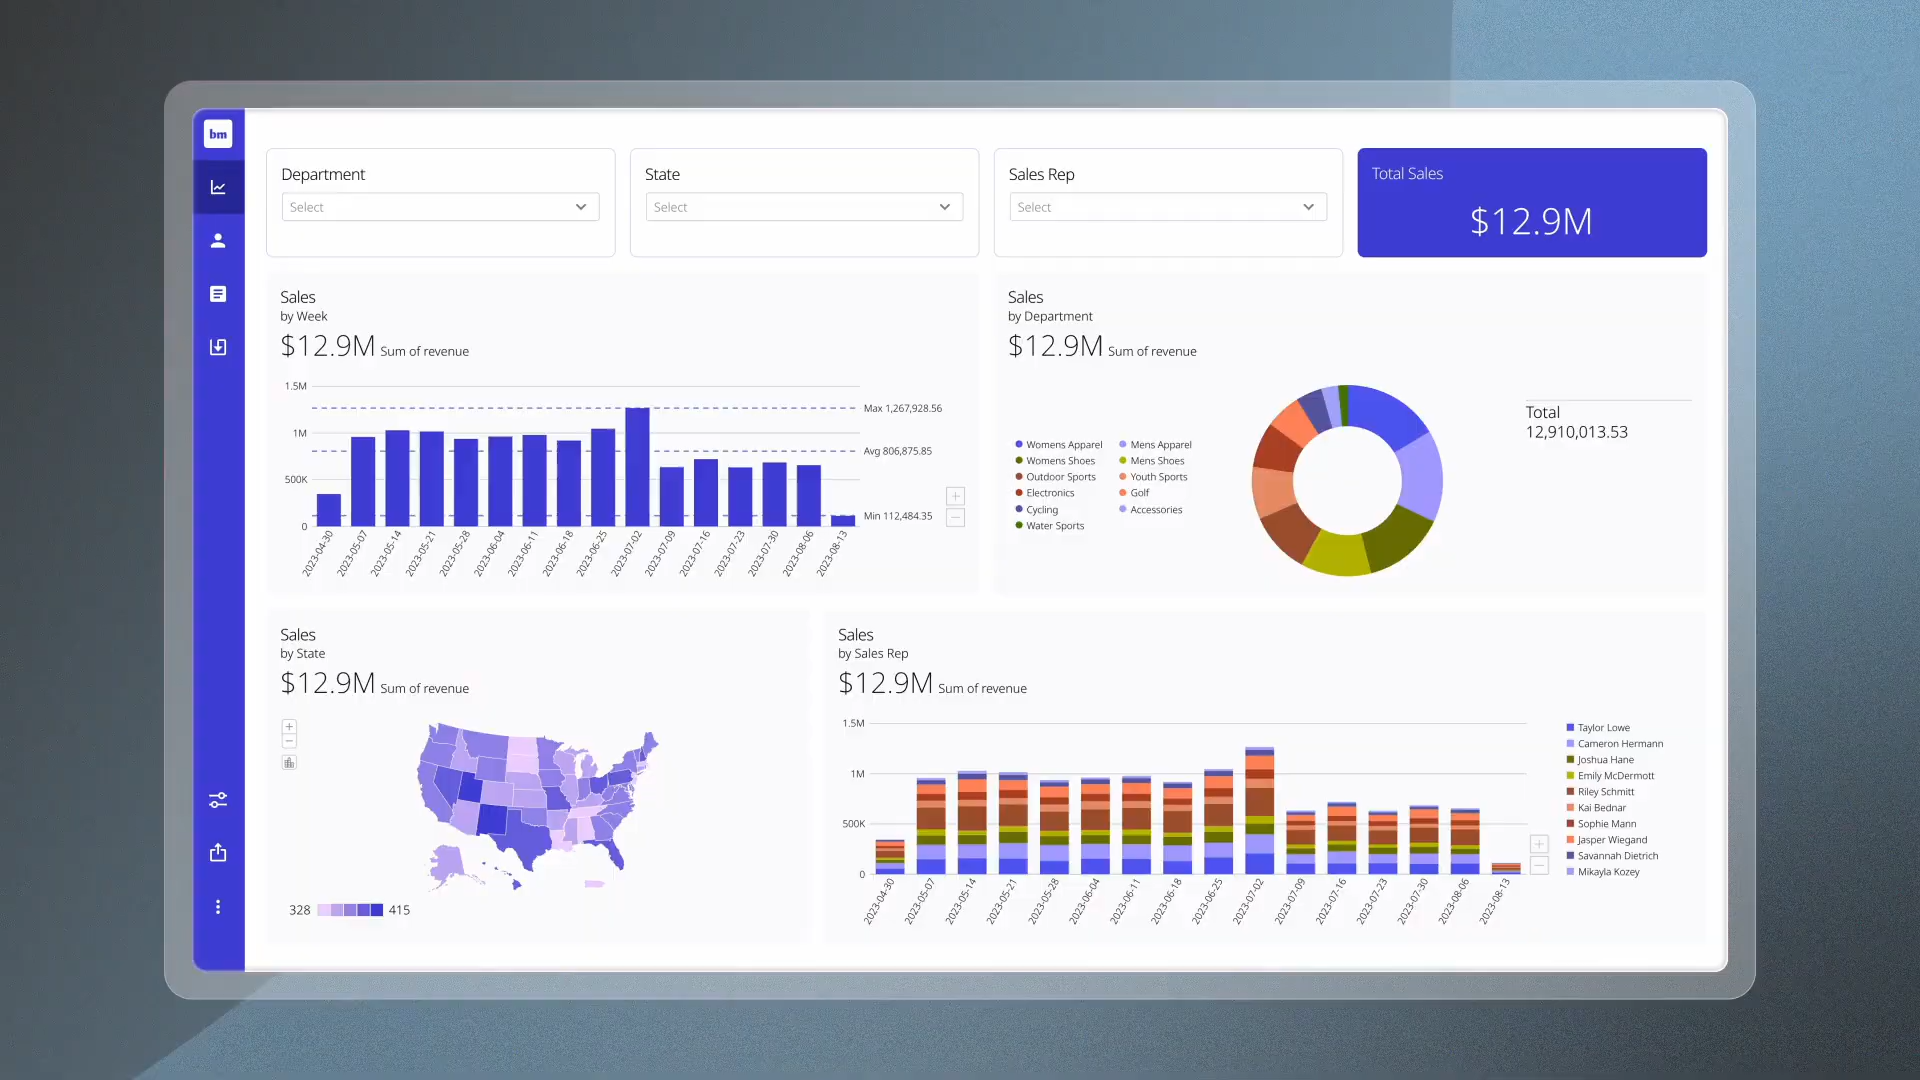 bm
Department
Select
State
Select
Sales Rep
Select
Total Sales
$12.9M
Sales
by Week
$12.9M Sum of revenue
1.5M
1M
500K
0
Max 1,267,928.56
Avg 806,875.85
Min 112,484.35
+
−
2023-04-30
2023-05-07
2023-05-14
2023-05-21
2023-05-28
2023-06-04
2023-06-11
2023-06-18
2023-06-25
2023-07-02
2023-07-09
2023-07-16
2023-07-23
2023-07-30
2023-08-06
2023-08-13
Sales
by Department
$12.9M Sum of revenue
Womens Apparel
Mens Apparel
Womens Shoes
Mens Shoes
Outdoor Sports
Youth Sports
Electronics
Golf
Cycling
Accessories
Water Sports
Total
12,910,013.53
Sales
by State
$12.9M Sum of revenue
+
−
328
415
Sales
by Sales Rep
$12.9M Sum of revenue
1.5M
1M
500K
0
2023-04-30
2023-05-07
2023-05-14
2023-05-21
2023-05-28
2023-06-04
2023-06-11
2023-06-18
2023-06-25
2023-07-02
2023-07-09
2023-07-16
2023-07-23
2023-07-30
2023-08-06
2023-08-13
+
−
Taylor Lowe
Cameron Hermann
Joshua Hane
Emily McDermott
Riley Schmitt
Kai Bednar
Sophie Mann
Jasper Wiegand
Savannah Dietrich
Mikayla Kozey